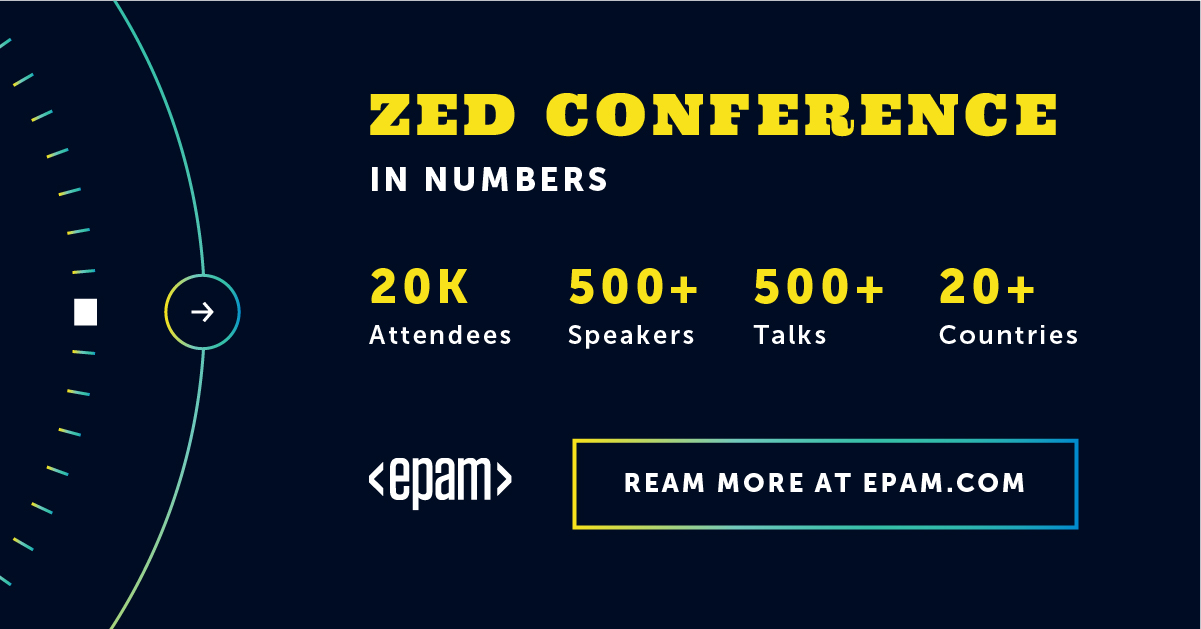 ZED CONFERENCE
IN NUMBERS
20K 500+ 500+ 20+
Attendees Speakers Talks Countries
<epam> REAM MORE AT EPAM.COM